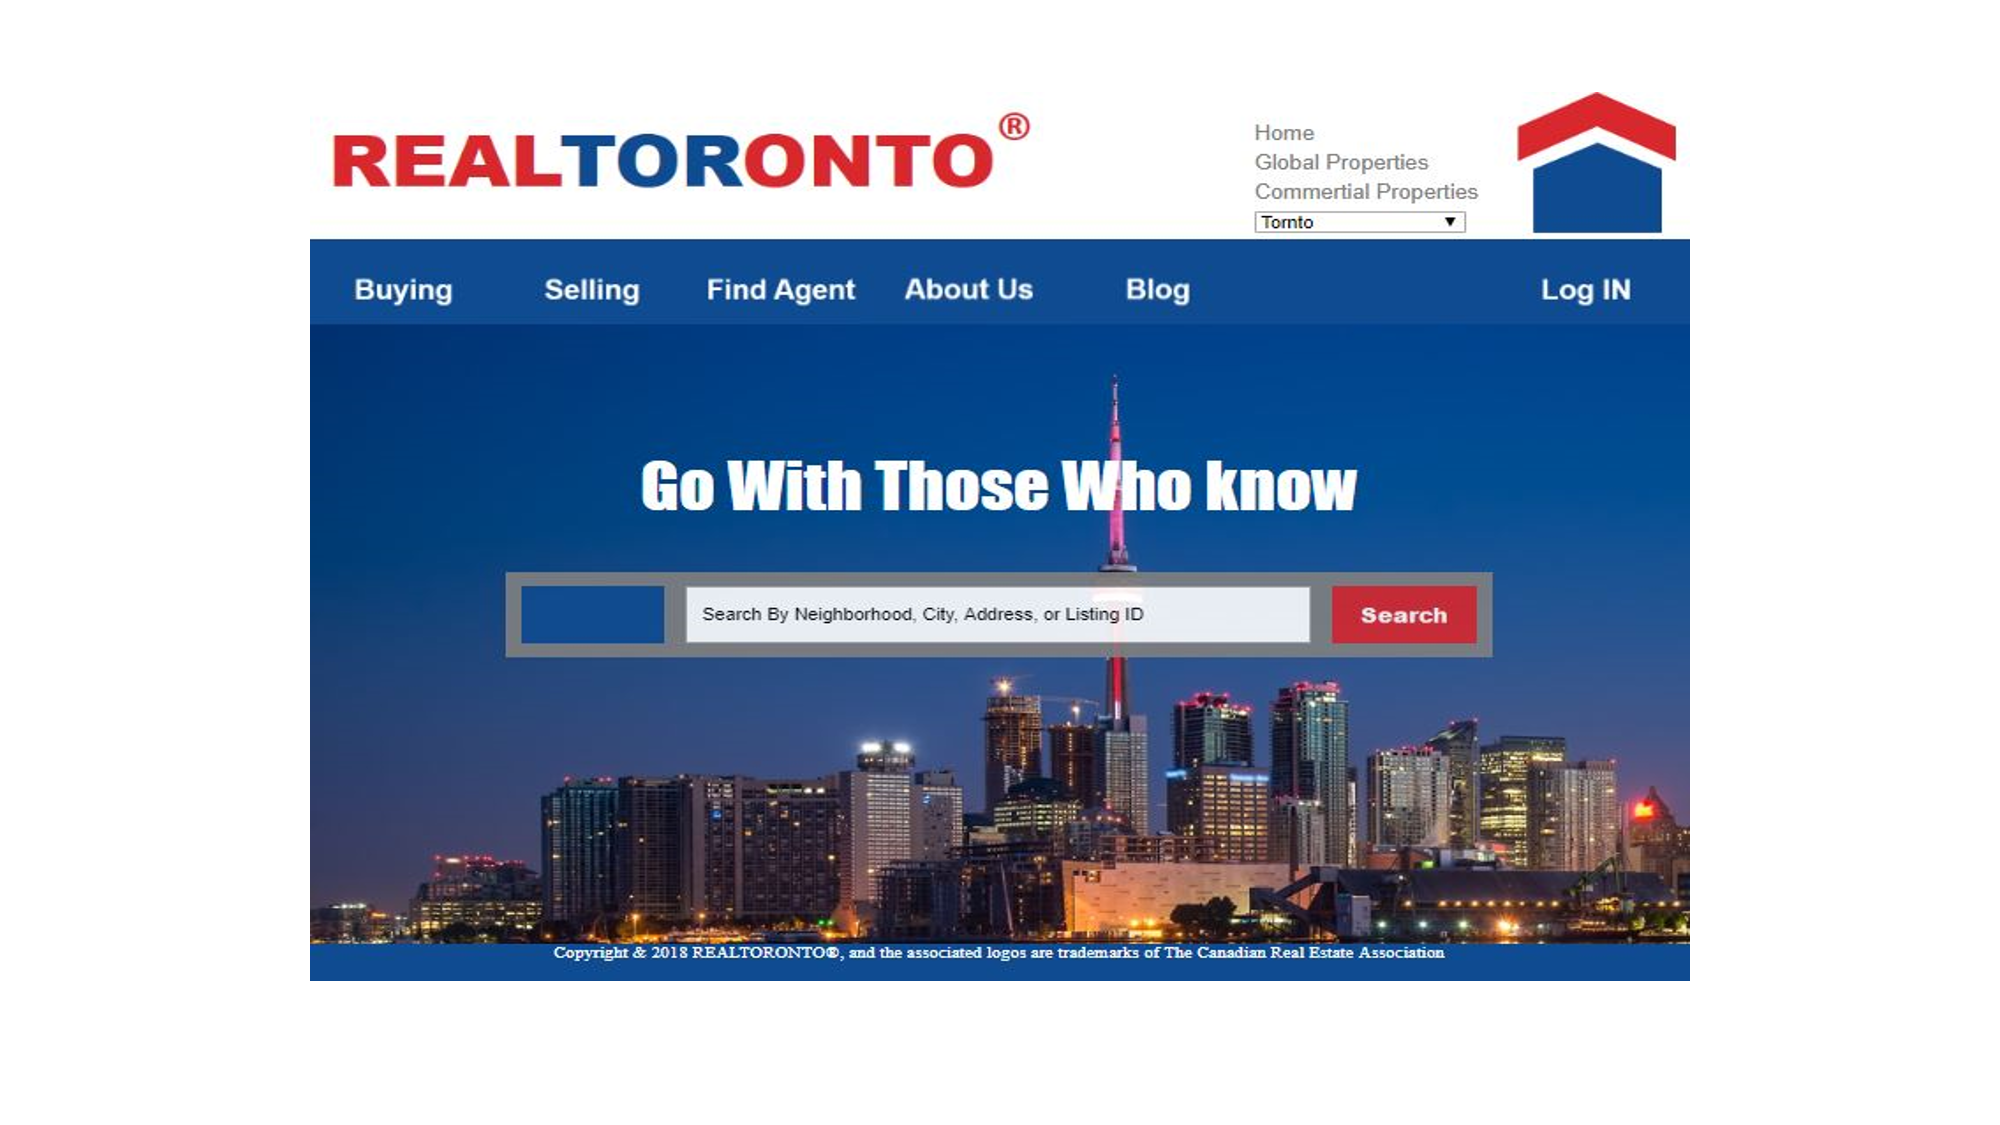 REALTORONTO®
Home
Global Properties
Commertial Properties
Tornto
Buying Selling Find Agent About Us Blog Log IN
Go With Those Who know
Search By Neighborhood, City, Address, or Listing ID
Search
Copyright & 2018 REALTORONTO®, and the associated logos are trademarks of The Canadian Real Estate Association